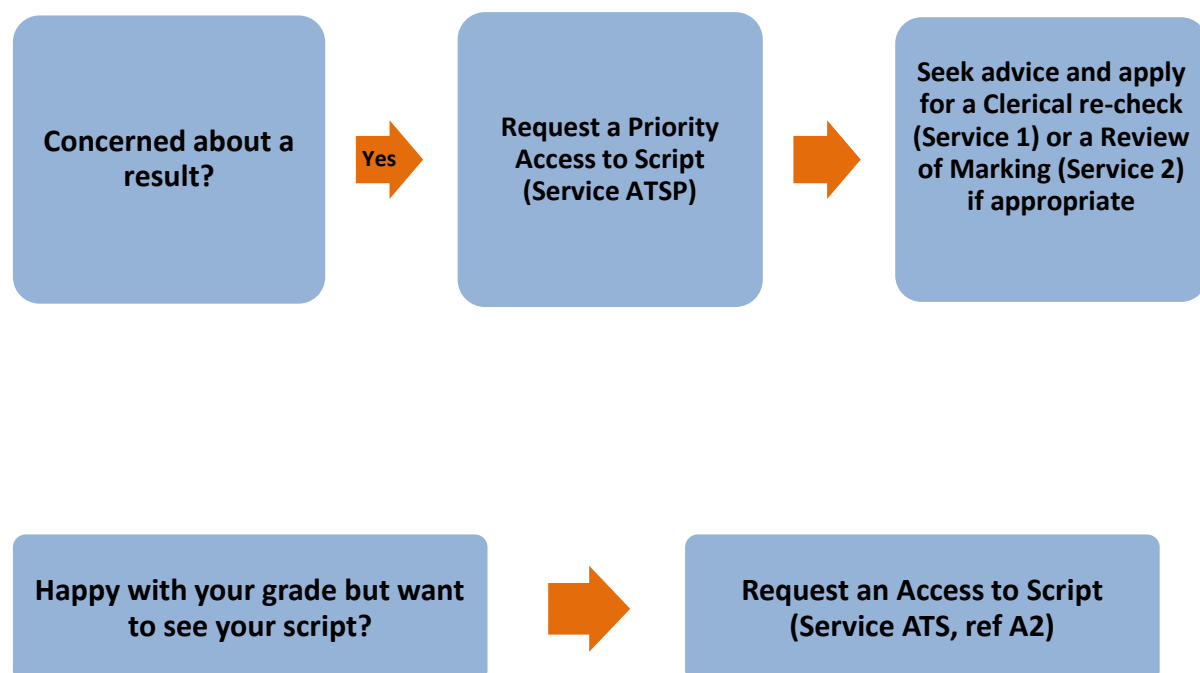 Concerned about a
result?
Yes
Request a Priority
Access to Script
(Service ATSP)
Seek advice and apply
for a Clerical re-check
(Service 1) or a Review
of Marking (Service 2)
if appropriate
Happy with your grade but want
to see your script?
Request an Access to Script
(Service ATS, ref A2)